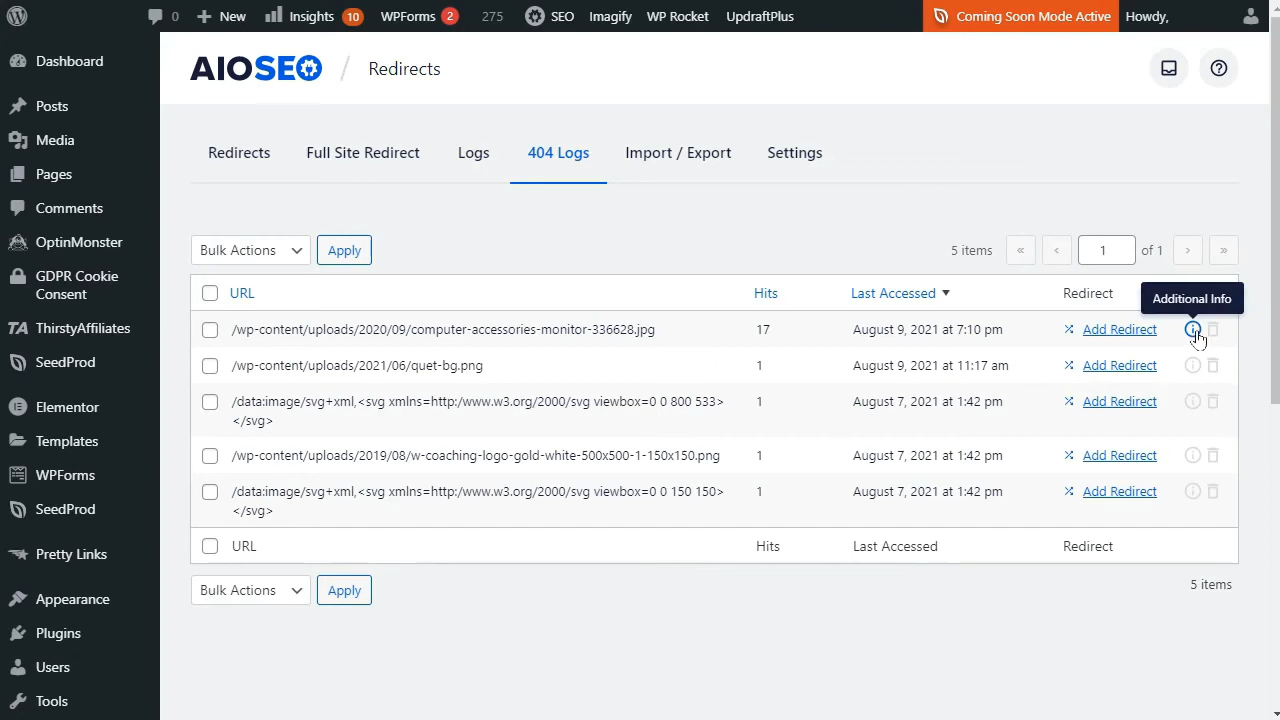 0 New Insights 10 WPForms 2 275 SEO Imagify WP Rocket UpdraftPlus Coming Soon Mode Active Howdy,
Dashboard
Posts
Media
Pages
Comments
OptinMonster
GDPR Cookie
Consent
ThirstyAffiliates
SeedProd
Elementor
Templates
WPForms
SeedProd
Pretty Links
Appearance
Plugins
Users
Tools
AIOSEO / Redirects
Redirects Full Site Redirect Logs 404 Logs Import / Export Settings
Bulk Actions Apply 5 items « ‹ 1 of 1 › »
URL Hits Last Accessed Redirect
Additional Info
/wp-content/uploads/2020/09/computer-accessories-monitor-336628.jpg 17 August 9, 2021 at 7:10 pm Add Redirect
/wp-content/uploads/2021/06/quet-bg.png 1 August 9, 2021 at 11:17 am Add Redirect
/data:image/svg+xml,<svg xmlns=http:/www.w3.org/2000/svg viewbox=0 0 800 533> 1 August 7, 2021 at 1:42 pm Add Redirect
</svg>
/wp-content/uploads/2019/08/w-coaching-logo-gold-white-500x500-1-150x150.png 1 August 7, 2021 at 1:42 pm Add Redirect
/data:image/svg+xml,<svg xmlns=http:/www.w3.org/2000/svg viewbox=0 0 150 150> 1 August 7, 2021 at 1:42 pm Add Redirect
</svg>
URL Hits Last Accessed Redirect
Bulk Actions Apply 5 items